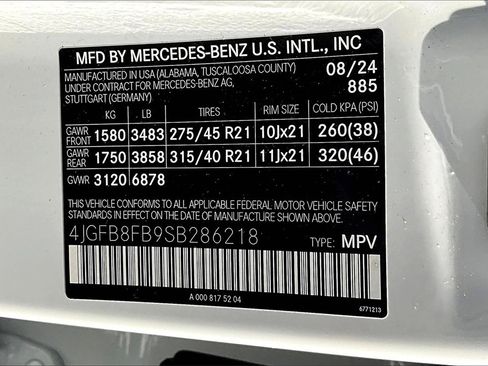 MFD BY MERCEDES-BENZ U.S. INTL., INC
MANUFACTURED IN USA (ALABAMA, TUSCALOOSA COUNTY) 08/24
UNDER CONTRACT FOR MERCEDES-BENZ AG, 885
STUTTGART (GERMANY)
KG LB TIRES RIM SIZE COLD KPA (PSI)
GAWR FRONT 1580 3483 275/45 R21 10Jx21 260(38)
GAWR REAR 1750 3858 315/40 R21 11Jx21 320(46)
GVWR 3120 6878
THIS VEHICLE CONFORMS TO ALL APPLICABLE FEDERAL MOTOR VEHICLE SAFETY
STANDARDS IN EFFECT ON THE DATE OF MANUFACTURE SHOWN ABOVE.
4JGFB8FB9SB286218 TYPE: MPV
A 000 817 52 04
6771213